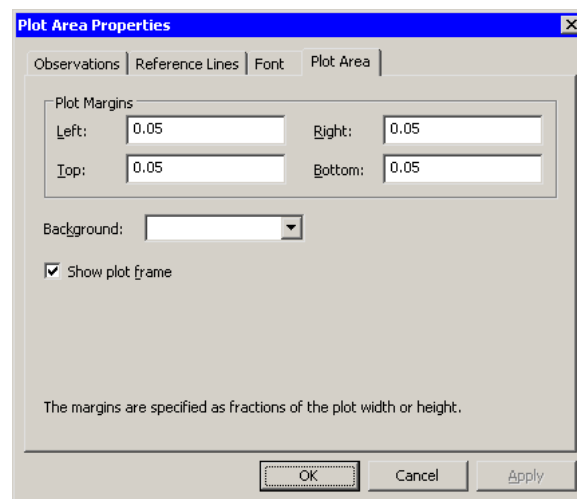 Plot Area Properties
Observations Reference Lines Font Plot Area
Plot Margins
Left: 0.05 Right: 0.05
Top: 0.05 Bottom: 0.05
Background:
Show plot frame
The margins are specified as fractions of the plot width or height.
OK Cancel Apply